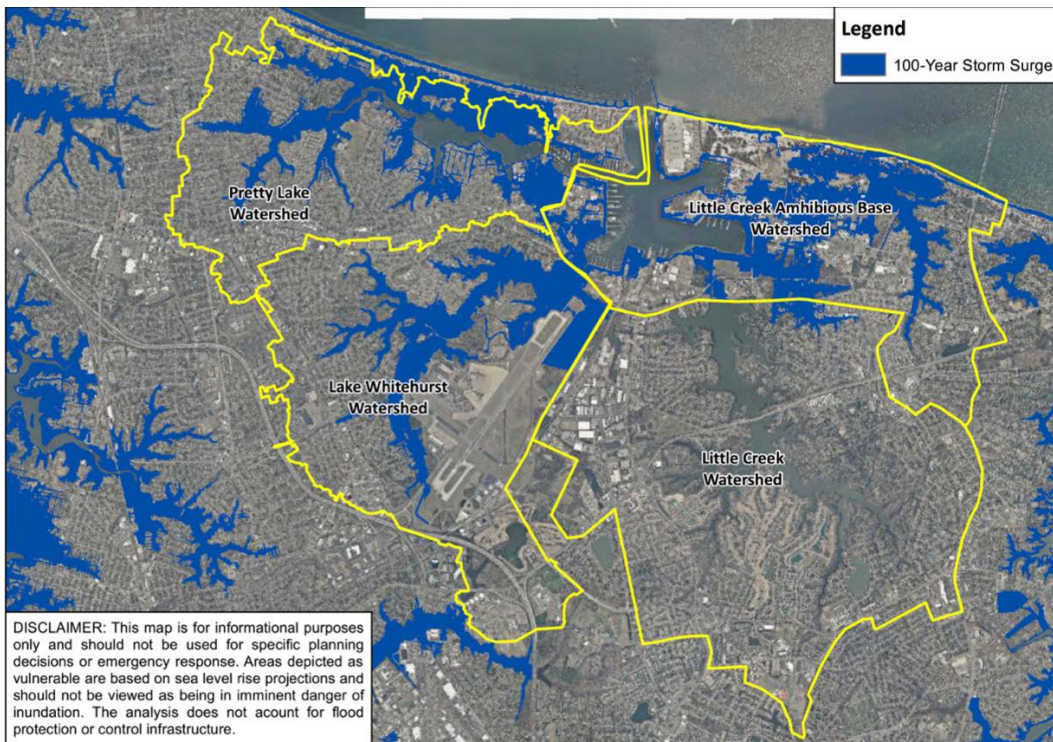 Legend
100-Year Storm Surge
Pretty Lake
Watershed
Little Creek Amhibious Base
Watershed
Lake Whitehurst
Watershed
Little Creek
Watershed
DISCLAIMER: This map is for informational purposes
only and should not be used for specific planning
decisions or emergency response. Areas depicted as
vulnerable are based on sea level rise projections and
should not be viewed as being in imminent danger of
inundation. The analysis does not acount for flood
protection or control infrastructure.